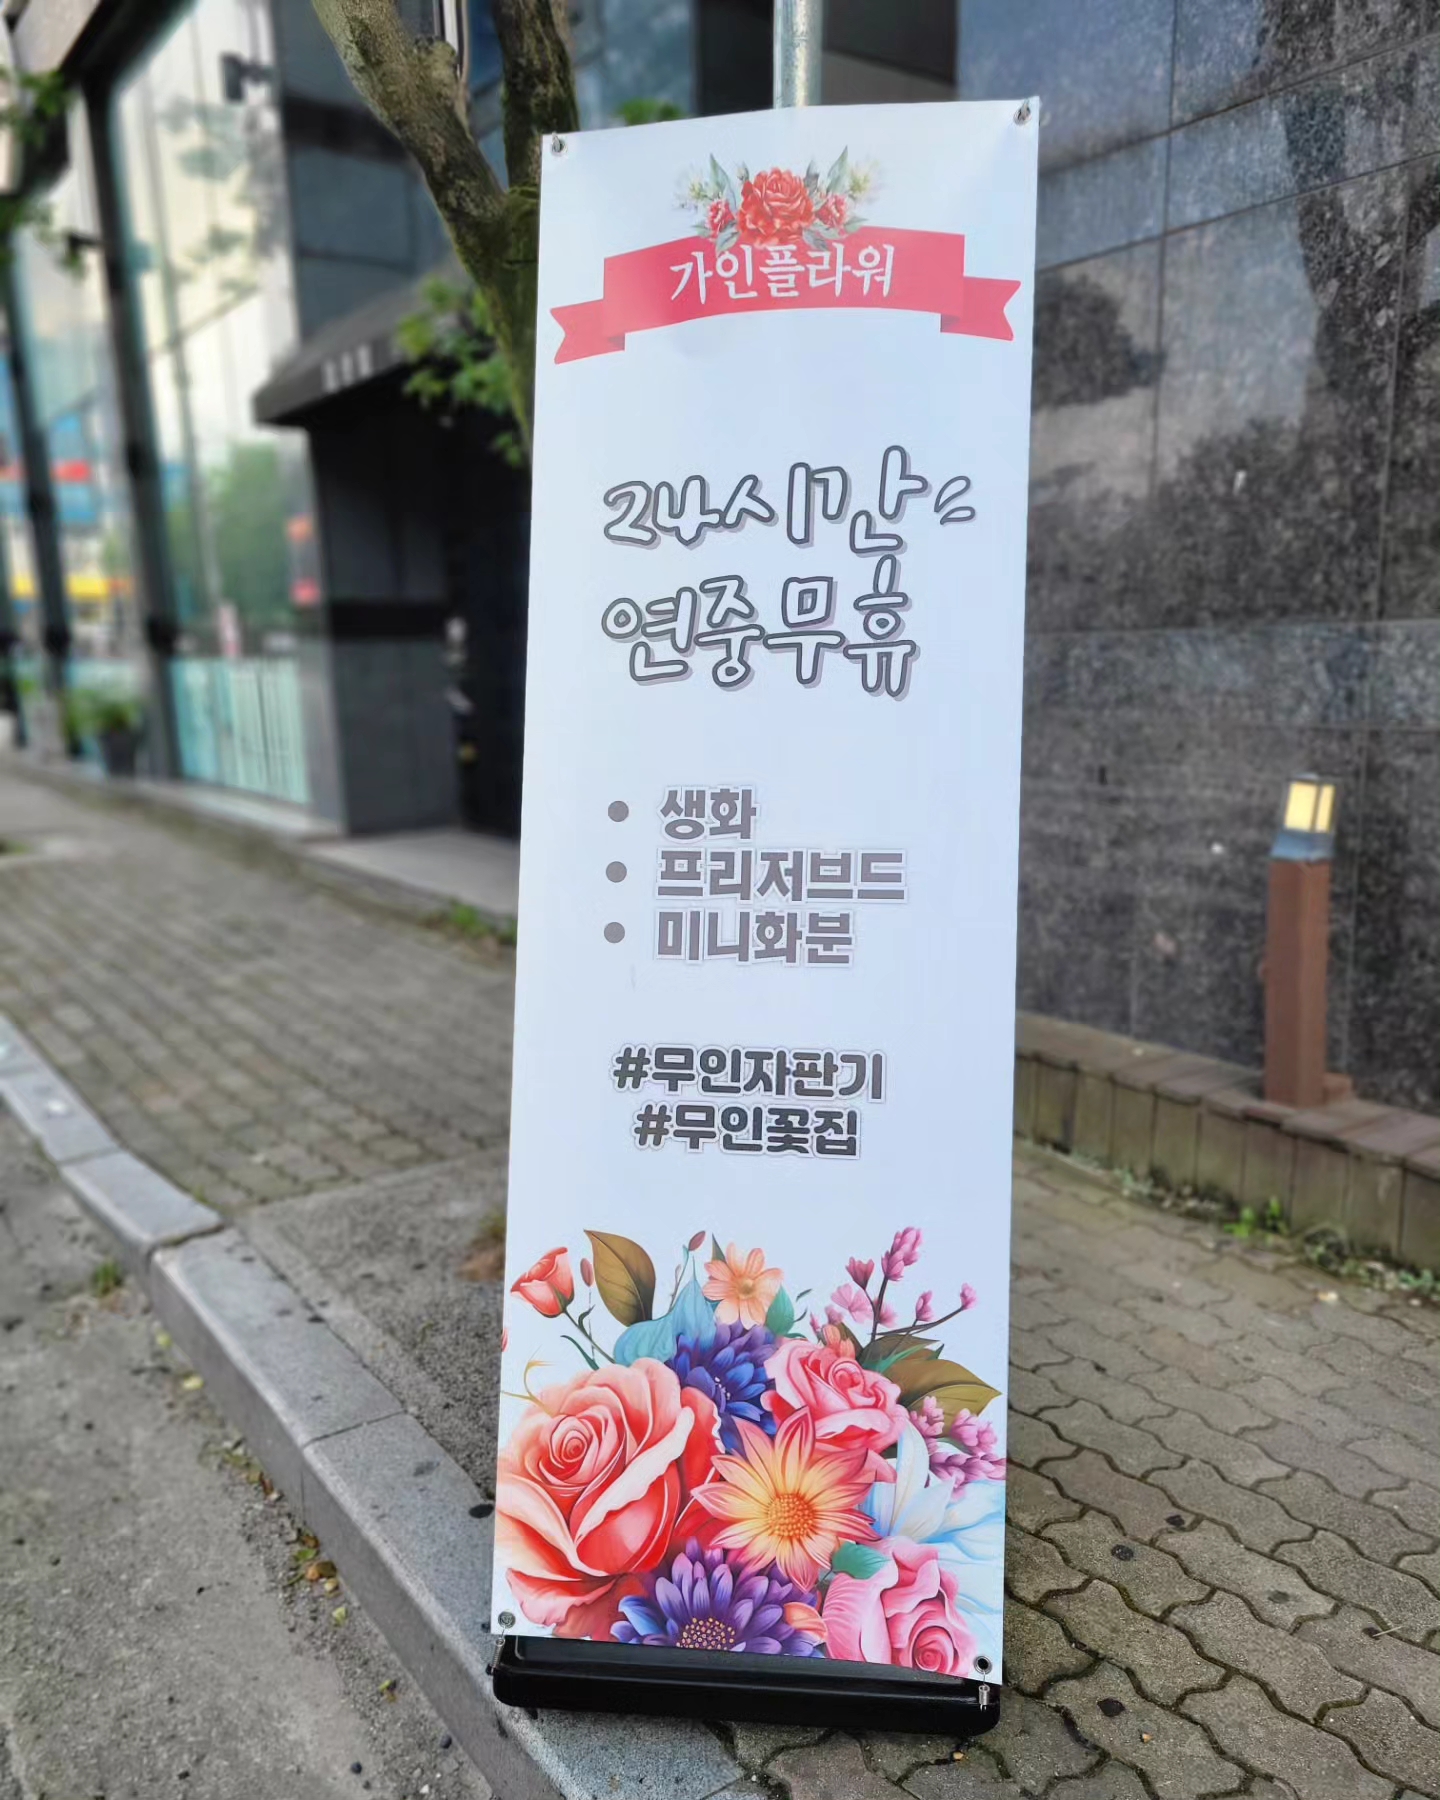 가인플라워
24시간
연중무휴
• 생화
• 프리저브드
• 미니화분
#무인자판기
#무인꽃집